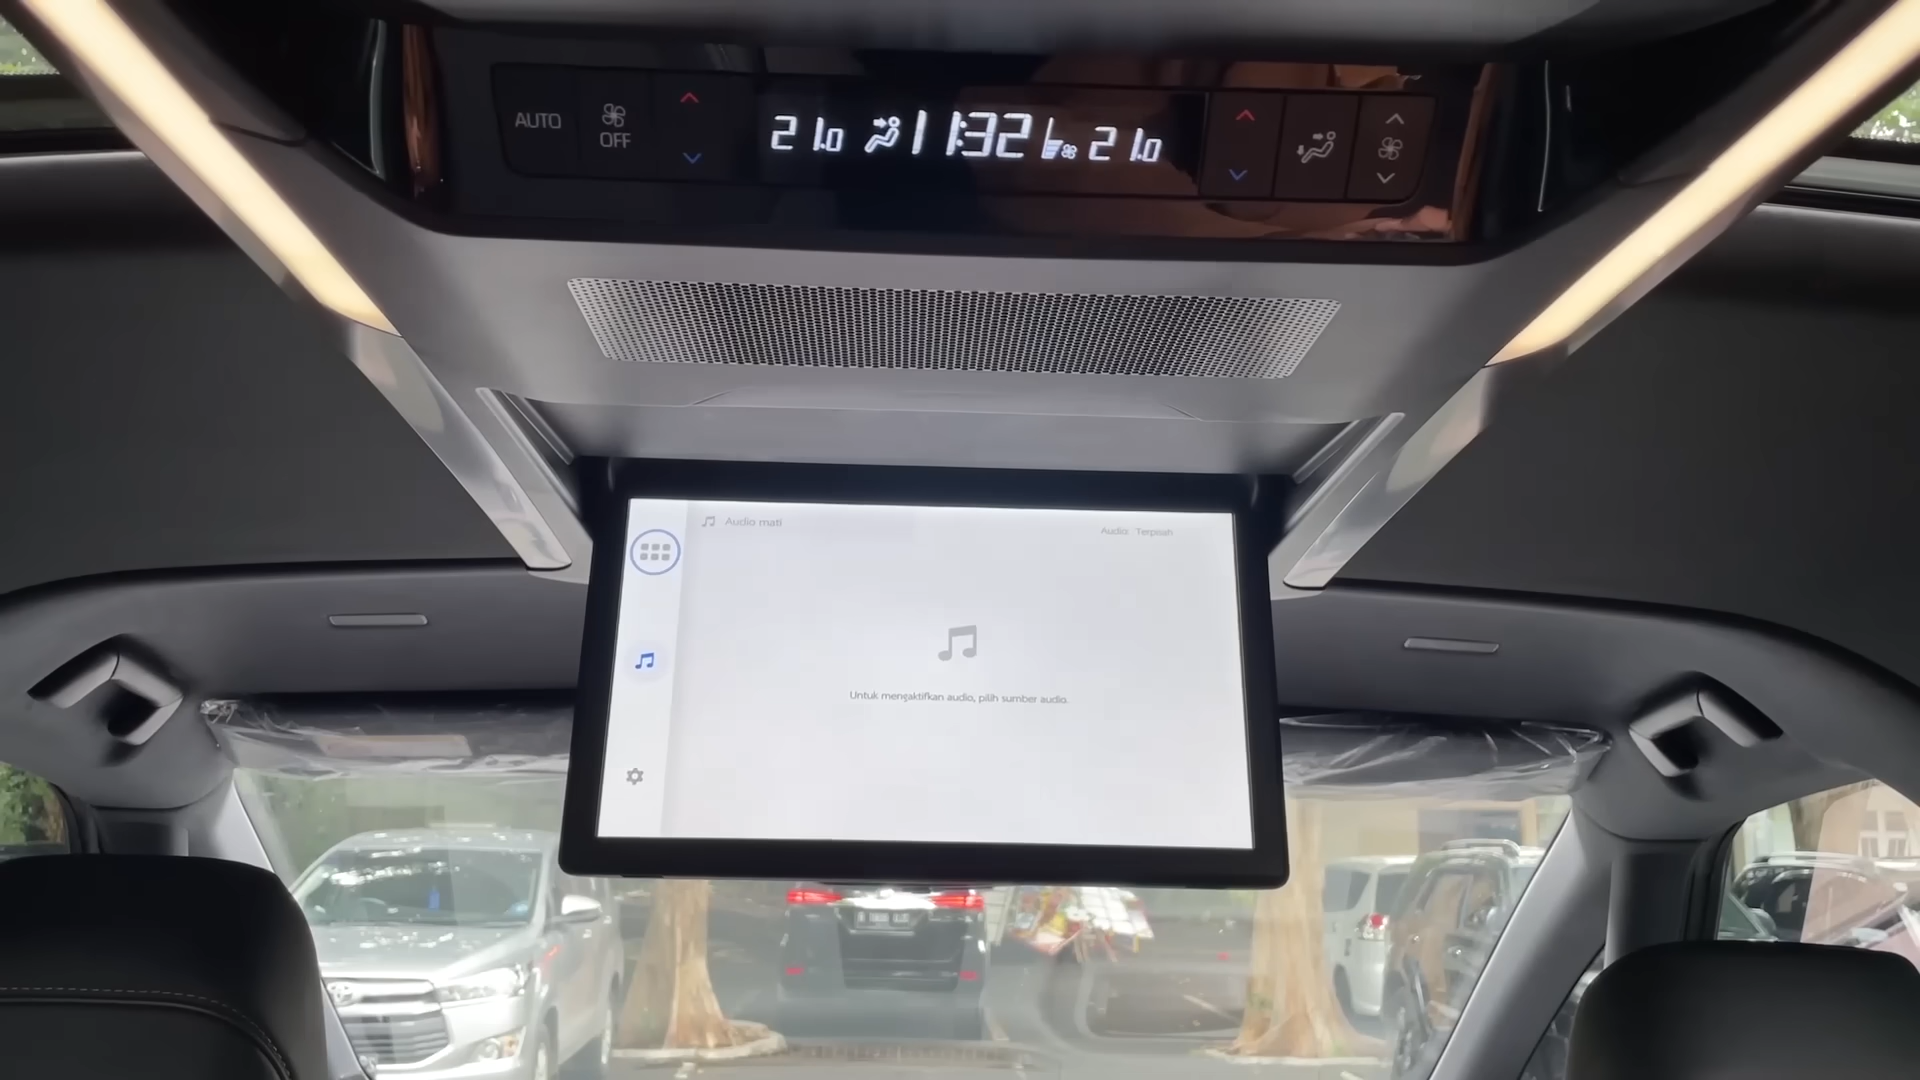 AUTO
OFF
21.0 11:32 21.0
Audio mati
Audio: Terpisah
Untuk mengaktifkan audio, pilih sumber audio.